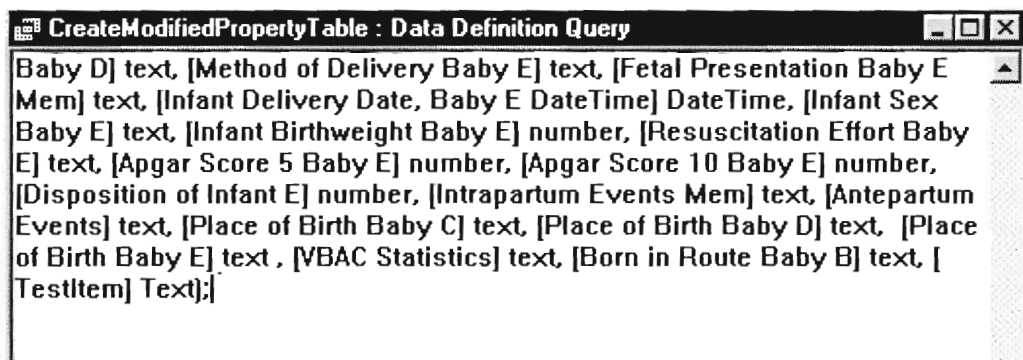 CreateModifiedPropertyTable : Data Definition Query
Baby D] text, [Method of Delivery Baby E] text, [Fetal Presentation Baby E
Mem] text, [Infant Delivery Date, Baby E DateTime] DateTime, [Infant Sex
Baby E] text, [Infant Birthweight Baby E] number, [Resuscitation Effort Baby
E] text, [Apgar Score 5 Baby E] number, [Apgar Score 10 Baby E] number,
[Disposition of Infant E] number, [Intrapartum Events Mem] text, [Antepartum
Events] text, [Place of Birth Baby C] text, [Place of Birth Baby D] text,  [Place
of Birth Baby E] text , [VBAC Statistics] text, [Born in Route Baby B] text, [
TestItem] Text);